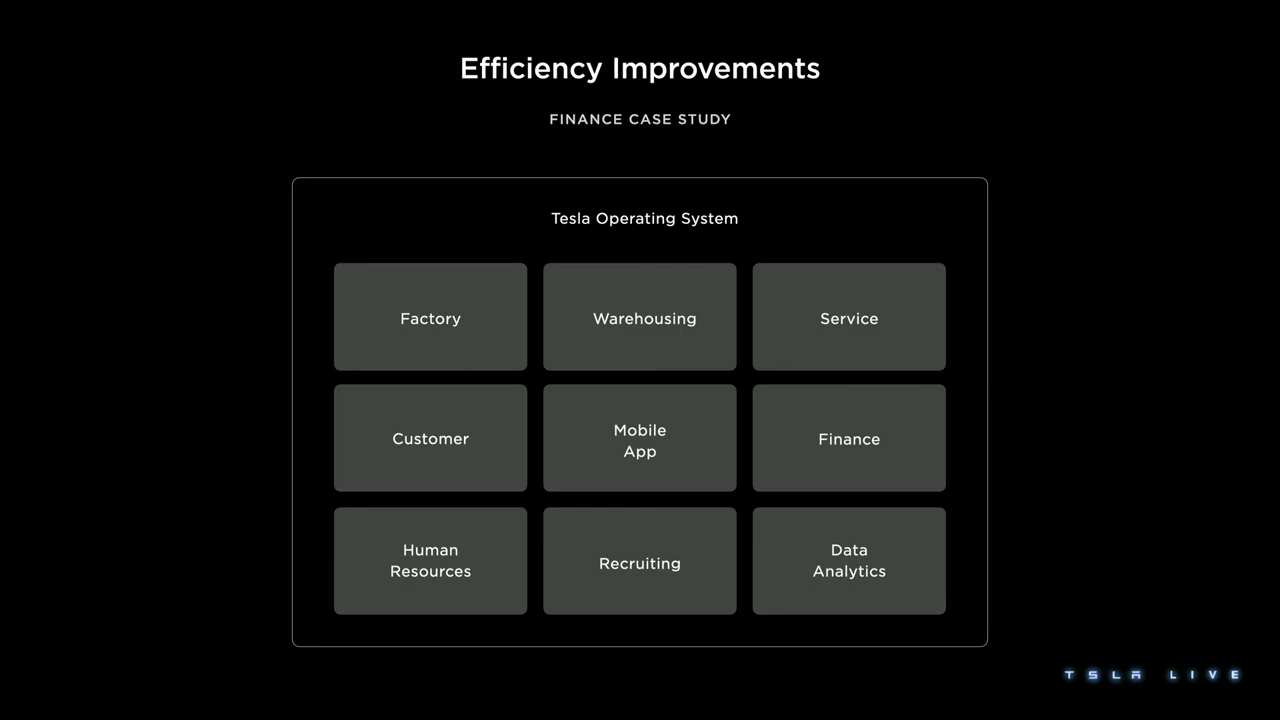 Efficiency Improvements
FINANCE CASE STUDY
Tesla Operating System
Factory
Warehousing
Service
Customer
Mobile
App
Finance
Human
Resources
Recruiting
Data
Analytics
TSLA LIVE